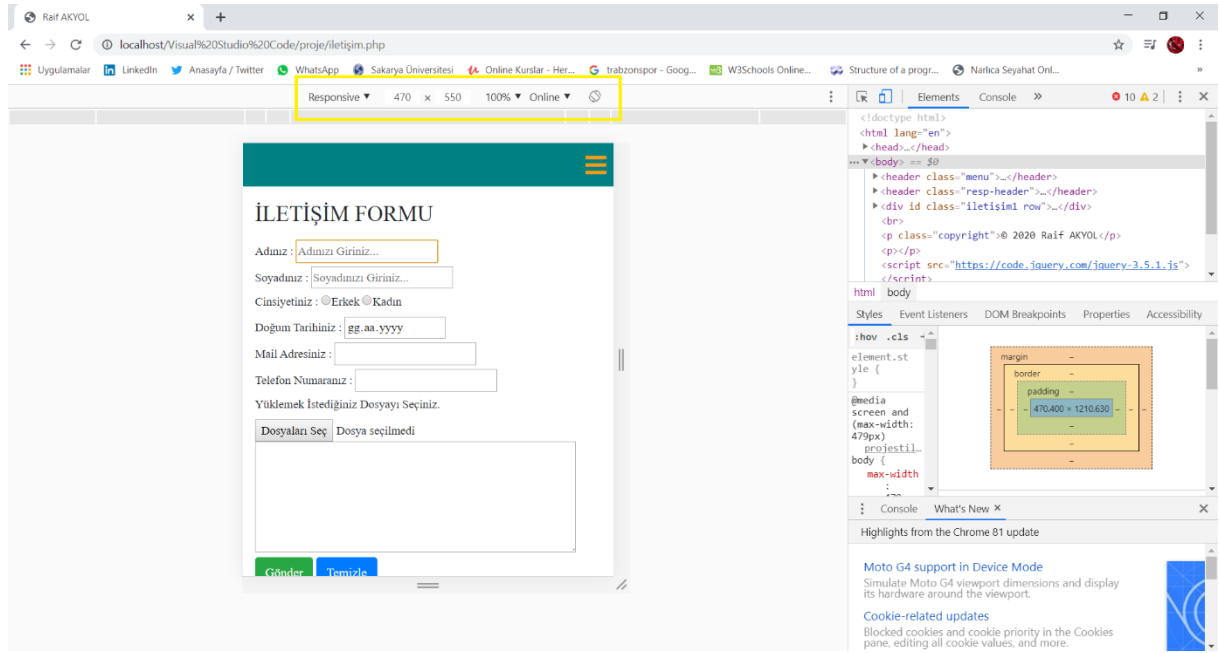 Raif AKYOL
localhost/Visual%20Studio%20Code/proje/iletişim.php
Uygulamalar LinkedIn Anasayfa / Twitter WhatsApp Sakarya Üniversitesi Online Kurslar - Her... trabzonspor - Goog... W3Schools Online... Structure of a progr... Narlıca Seyahat Onl... »
Responsive ▼ 470 × 550 100% ▼ Online ▼
Elements Console » 10 2
İLETİŞİM FORMU
Adınız : Adınızı Giriniz...
Soyadınız : Soyadınızı Giriniz...
Cinsiyetiniz : Erkek Kadın
Doğum Tarihiniz : gg.aa.yyyy
Mail Adresiniz :
Telefon Numaranız :
Yüklemek İstediğiniz Dosyayı Seçiniz.
Dosyaları Seç Dosya seçilmedi
Gönder Temizle
<!doctype html>
<html lang="en">
<head>…</head>
<body> == $0
<header class="menu">…</header>
<header class="resp-header">…</header>
<div id class="iletişim1 row">…</div>
<br>
<p class="copyright">© 2020 Raif AKYOL</p>
<p></p>
<script src="https://code.jquery.com/jquery-3.5.1.js">
</script>
html body
Styles Event Listeners DOM Breakpoints Properties Accessibility
:hov .cls
element.st
yle {
}
@media
screen and
(max-width:
479px)
projestil…
body {
max-width
:
margin –
border –
padding –
– – – 470.400 × 1210.630 – – –
–
–
–
Console What's New ×
Highlights from the Chrome 81 update
Moto G4 support in Device Mode
Simulate Moto G4 viewport dimensions and display
its hardware around the viewport.
Cookie-related updates
Blocked cookies and cookie priority in the Cookies
pane, editing all cookie values, and more.